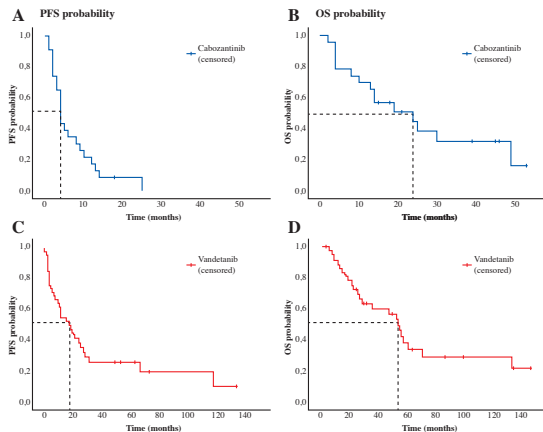 A PFS probability
1,0
0,8
0,6
0,4
0,2
0,0
PFS probability
Cabozantinib
(censored)
0 10 20 30 40 50
Time (months)
B OS probability
1,0
0,8
0,6
0,4
0,2
0,0
OS probability
Cabozantinib
(censored)
0 10 20 30 40 50
Time (months)
C
1,0
0,8
0,6
0,4
0,2
0,0
PFS probability
Vandetanib
(censored)
0 20 40 60 80 100 120 140
Time (months)
D
1,0
0,8
0,6
0,4
0,2
0,0
OS probability
Vandetanib
(censored)
0 20 40 60 80 100 120 140
Time (months)